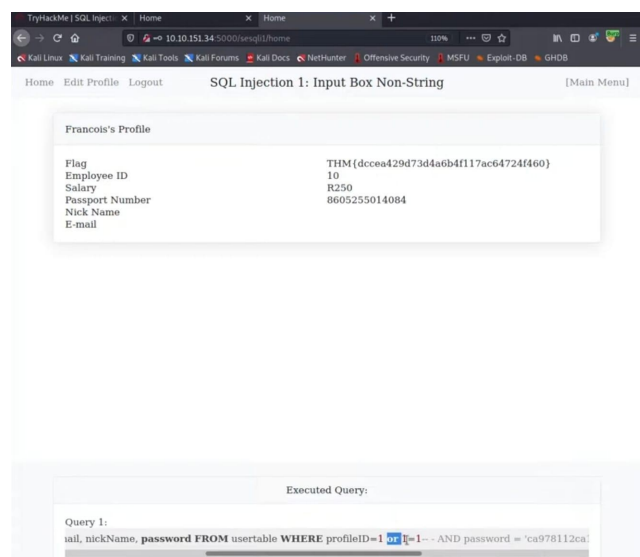 TryHackMe | SQL Injecti Home Home
10.10.151.34:5000/sesqli1/home 110%
Kali Linux Kali Training Kali Tools Kali Forums Kali Docs NetHunter Offensive Security MSFU Exploit-DB GHDB
Home Edit Profile Logout SQL Injection 1: Input Box Non-String [Main Menu]
Francois's Profile
Flag THM{dccea429d73d4a6b4f117ac64724f460}
Employee ID 10
Salary R250
Passport Number 8605255014084
Nick Name
E-mail
Executed Query:
Query 1:
nail, nickName, password FROM usertable WHERE profileID=1 or 1=1-- - AND password = 'ca978112ca1